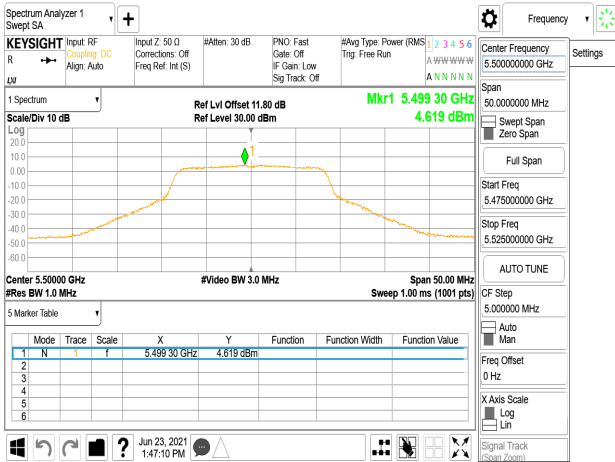 Spectrum Analyzer 1
Swept SA
KEYSIGHT
R
Input: RF
Coupling: DC
Align: Auto
Input Z: 50 Ω
Corrections: Off
Freq Ref: Int (S)
#Atten: 30 dB
PNO: Fast
Gate: Off
IF Gain: Low
Sig Track: Off
#Avg Type: Power (RMS
Trig: Free Run
1 2 3 4 5 6
A W W W W W
A N N N N N
1 Spectrum
Scale/Div 10 dB
Ref Lvl Offset 11.80 dB
Ref Level 30.00 dBm
Mkr1 5.499 30 GHz
4.619 dBm
Log
20.0
10.0
0.00
-10.0
-20.0
-30.0
-40.0
-50.0
-60.0
1
Center 5.50000 GHz
#Res BW 1.0 MHz
#Video BW 3.0 MHz
Span 50.00 MHz
Sweep 1.00 ms (1001 pts)
5 Marker Table
Mode Trace Scale X Y Function Function Width Function Value
1 N 1 f 5.499 30 GHz 4.619 dBm
2
3
4
5
6
?
Jun 23, 2021
1:47:10 PM
Frequency
Settings
Center Frequency
5.500000000 GHz
Span
50.0000000 MHz
Swept Span
Zero Span
Full Span
Start Freq
5.475000000 GHz
Stop Freq
5.525000000 GHz
AUTO TUNE
CF Step
5.000000 MHz
Auto
Man
Freq Offset
0 Hz
X Axis Scale
Log
Lin
Signal Track
(Span Zoom)